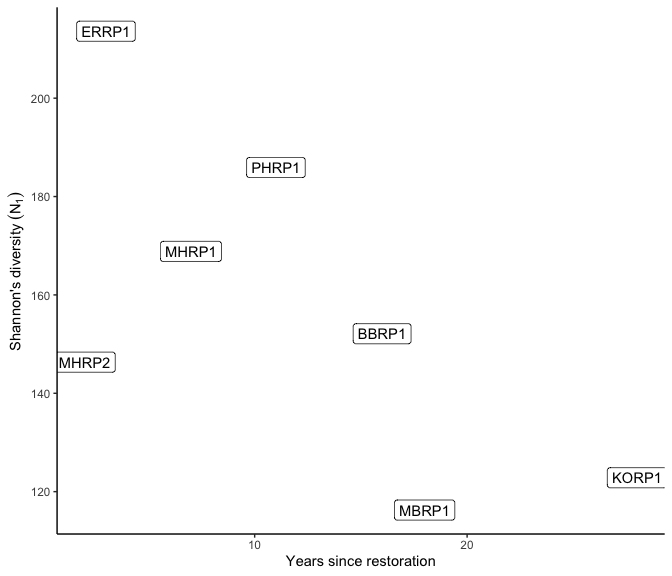 ERRP1
200
PHRP1
180
MHRP1
160
BBRP1
MHRP2
140
KORP1
120
MBRP1
10
20
Years since restoration
Shannon's diversity (N₁)